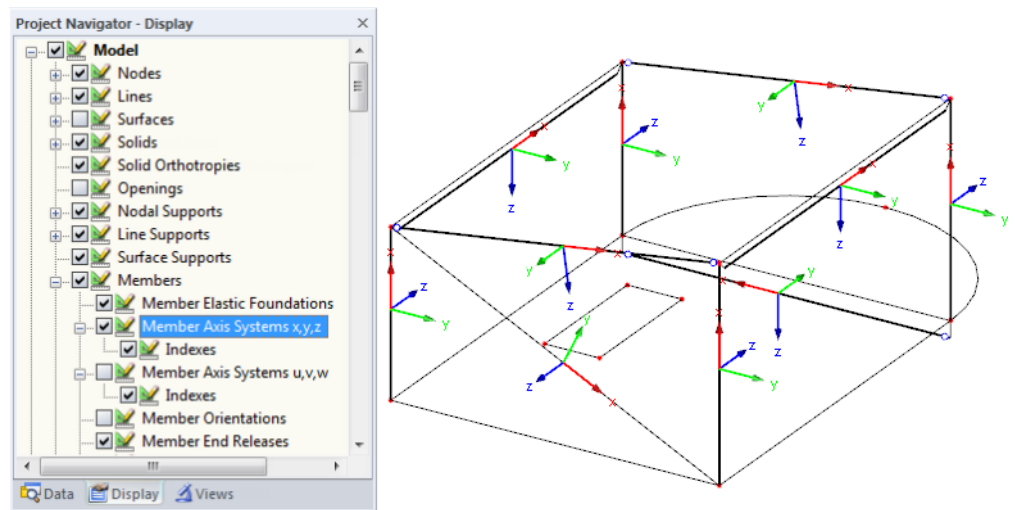 Project Navigator - Display
Model
Nodes
Lines
Surfaces
Solids
Solid Orthotropies
Openings
Nodal Supports
Line Supports
Surface Supports
Members
Member Elastic Foundations
Member Axis Systems x,y,z
Indexes
Member Axis Systems u,v,w
Indexes
Member Orientations
Member End Releases
Data Display Views
x
y
z
x
y
z
x
y
z
x
y
z
x
y
z
x
y
z
x
y
z
x
y
z
x
y
z
x
y
z